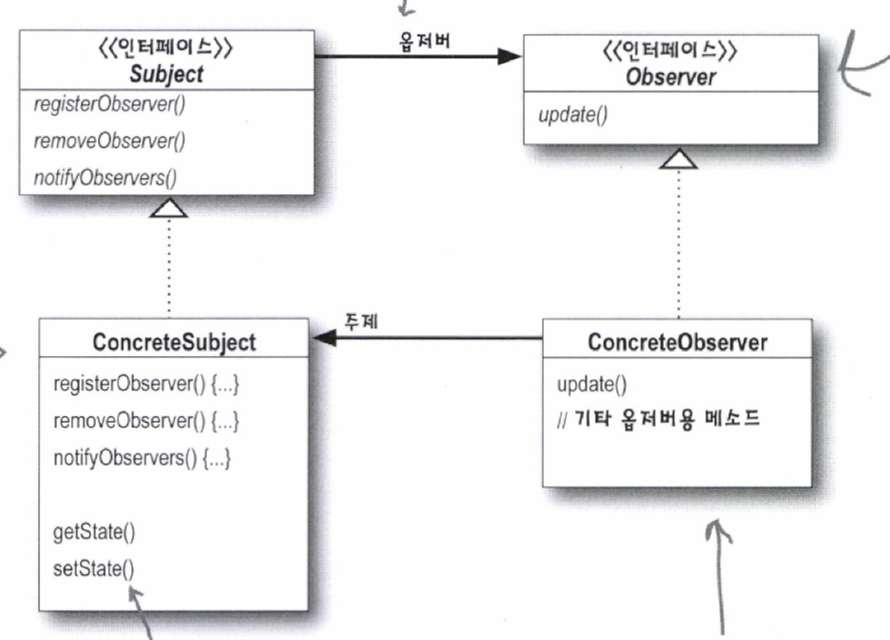 옵저버
<<인터페이스>>
Subject
registerObserver()
removeObserver()
notifyObservers()
<<인터페이스>>
Observer
update()
주제
ConcreteSubject
registerObserver() {...}
removeObserver() {...}
notifyObservers() {...}
getState()
setState()
ConcreteObserver
update()
// 기타 옵저버용 메소드